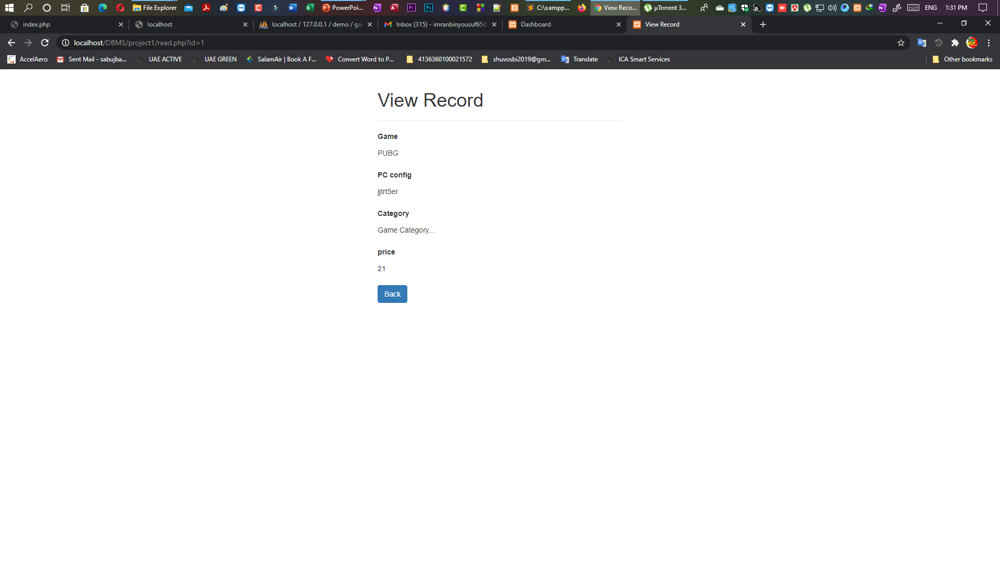 File Explorer
PowerPoi...
C:\xampp...
View Reco...
µTorrent 3...
ENG
1:31 PM
index.php
localhost
localhost / 127.0.0.1 / demo / ga
Inbox (315) - imranbinyousuf65@
Dashboard
View Record
localhost/DBMS/project1/read.php?id=1
AccelAero
Sent Mail - sabujba...
UAE ACTIVE
UAE GREEN
SalamAir | Book A F...
Convert Word to P...
4136360100021572
shuvosbi2019@gm...
Translate
ICA Smart Services
Other bookmarks
View Record
Game
PUBG
PC config
jjtrt5er
Category
Game Category...
price
21
Back